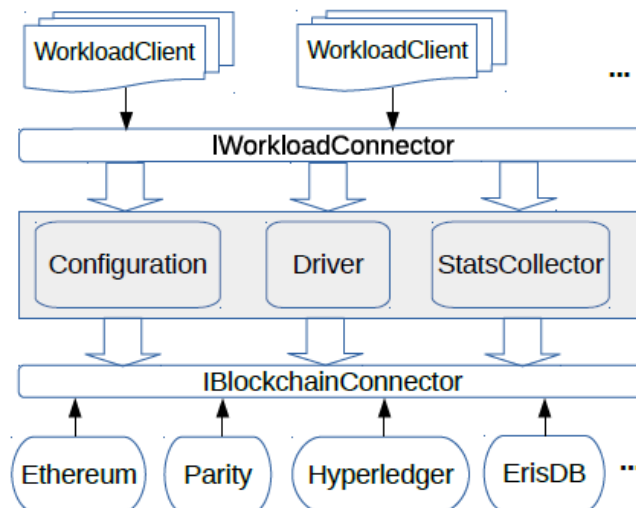 WorkloadClient
WorkloadClient
...
IWorkloadConnector
Configuration
Driver
StatsCollector
IBlockchainConnector
Ethereum
Parity
Hyperledger
ErisDB
...